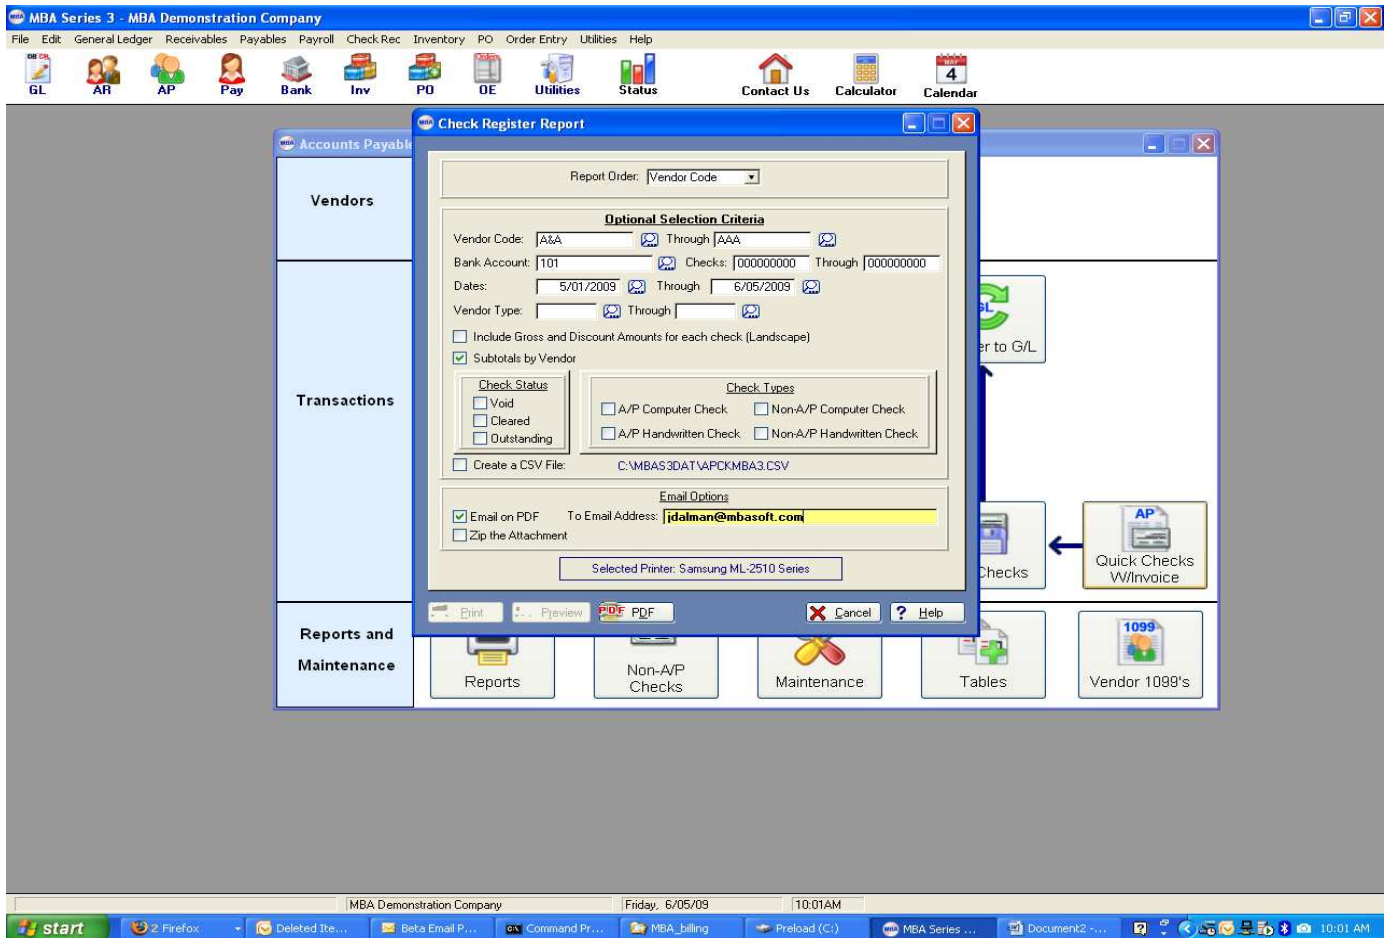 MBA Series 3 - MBA Demonstration Company
File Edit General Ledger Receivables Payables Payroll Check Rec Inventory PO Order Entry Utilities Help
GL AR AP Pay Bank Inv PO OE Utilities Status Contact Us Calculator Calendar
4
Accounts Payabl
Check Register Report
Report Order: Vendor Code
Optional Selection Criteria
Vendor Code: A&A Through AAA
Bank Account: 101 Checks: 000000000 Through 000000000
Dates: 5/01/2009 Through 6/05/2009
Vendor Type: Through
Include Gross and Discount Amounts for each check (Landscape)
Subtotals by Vendor
Check Status
Void
Cleared
Outstanding
Check Types
A/P Computer Check Non-A/P Computer Check
A/P Handwritten Check Non-A/P Handwritten Check
Create a CSV File: C:\MBAS3DAT\APCKMBA3.CSV
Email Options
Email on PDF To Email Address: jdalman@mbasoft.com
Zip the Attachment
Selected Printer: Samsung ML-2510 Series
Print Preview PDF PDF Cancel ? Help
Vendors
Transactions
er to G/L
Checks
AP
Quick Checks
W/Invoice
Reports and
Maintenance
Reports
Non-A/P
Checks
Maintenance
Tables
1099
Vendor 1099's
MBA Demonstration Company Friday, 6/05/09 10:01AM
start 2 Firefox Deleted Ite... Beta Email P... Command Pr... MBA_billing Preload (C:) MBA Series ... Document2 -... 10:01 AM